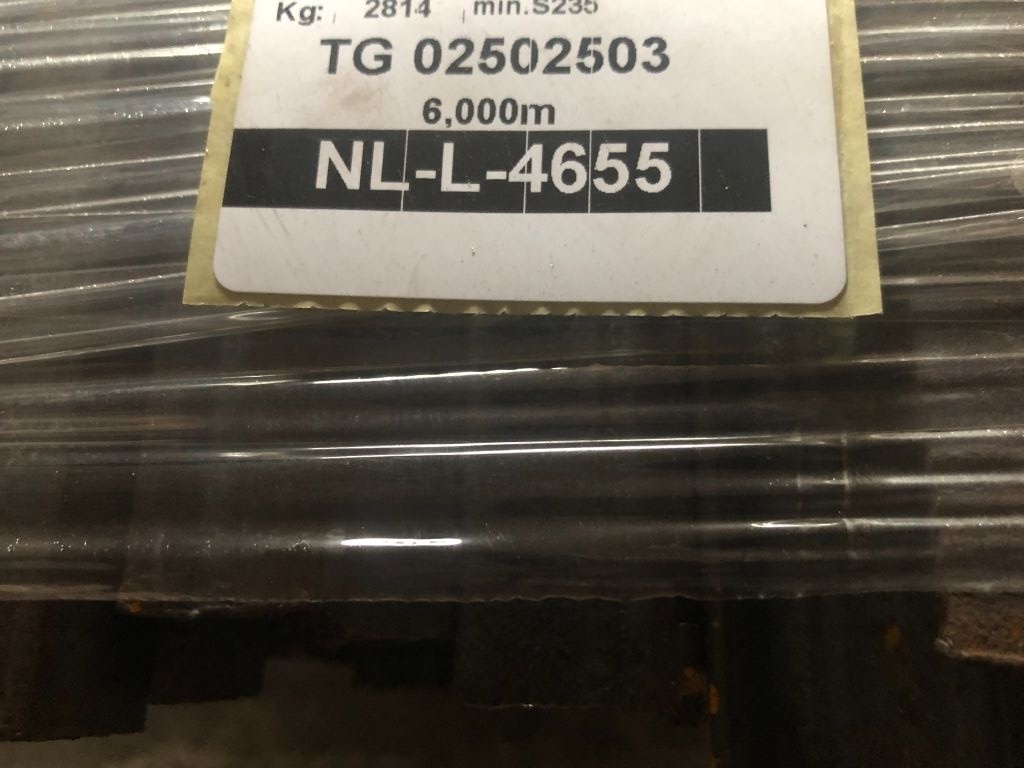 Kg: 2814 min.S235
TG 02502503
6,000m
NL-L-4655